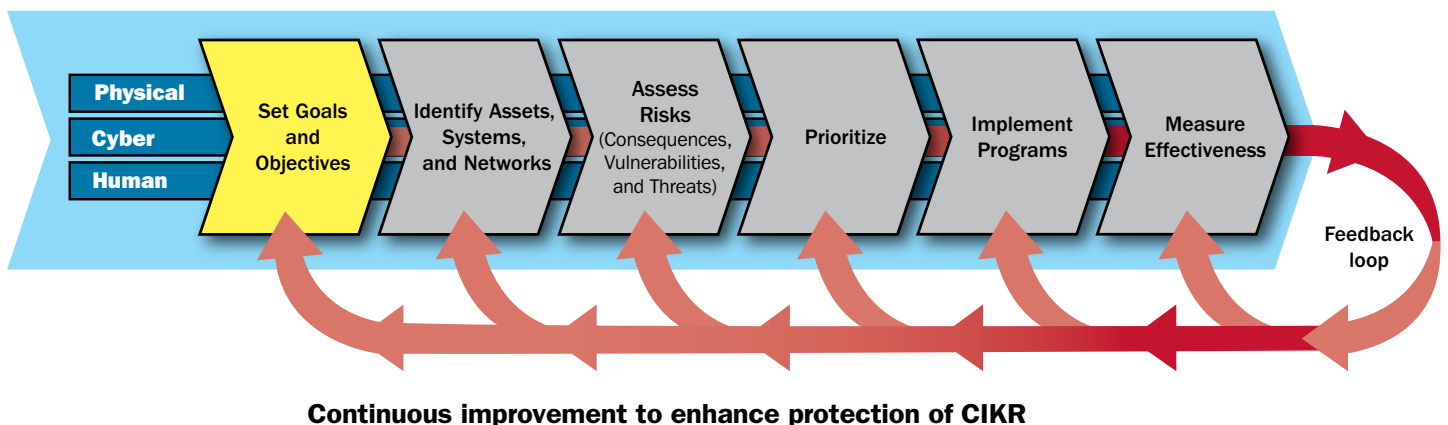 Physical
Cyber
Human
Set Goals
and
Objectives
Identify Assets,
Systems,
and Networks
Assess
Risks
(Consequences,
Vulnerabilities,
and Threats)
Prioritize
Implement
Programs
Measure
Effectiveness
Feedback
loop
Continuous improvement to enhance protection of CIKR